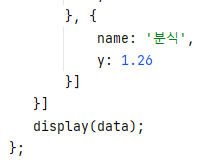 }, {
name: '분식',
y: 1.26
}]
}]
display(data);
};